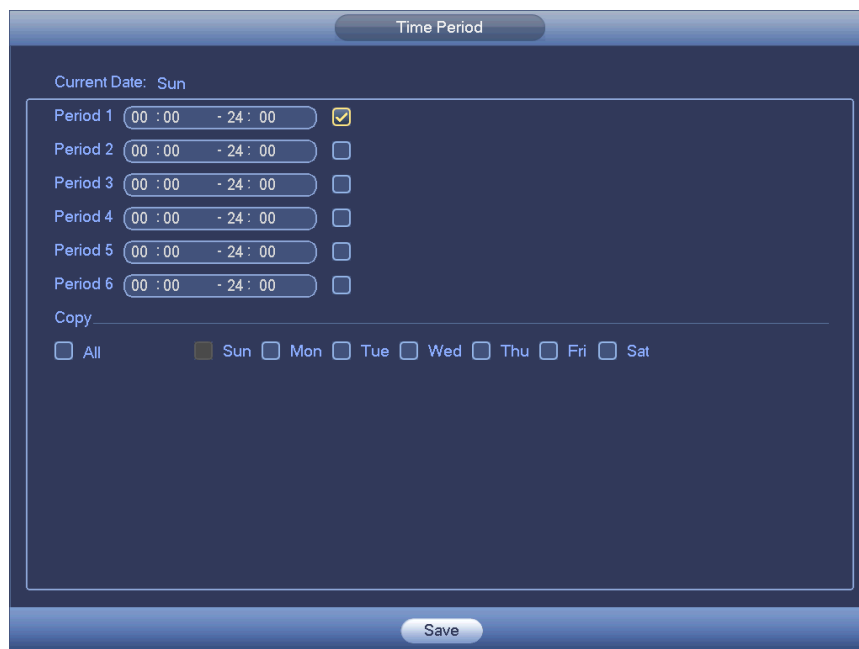 Time Period
Current Date: Sun
Period 1 00 :00 - 24 : 00
Period 2 00 :00 - 24 : 00
Period 3 00 :00 - 24 : 00
Period 4 00 :00 - 24 : 00
Period 5 00 :00 - 24 : 00
Period 6 00 :00 - 24 : 00
Copy
All Sun Mon Tue Wed Thu Fri Sat
Save